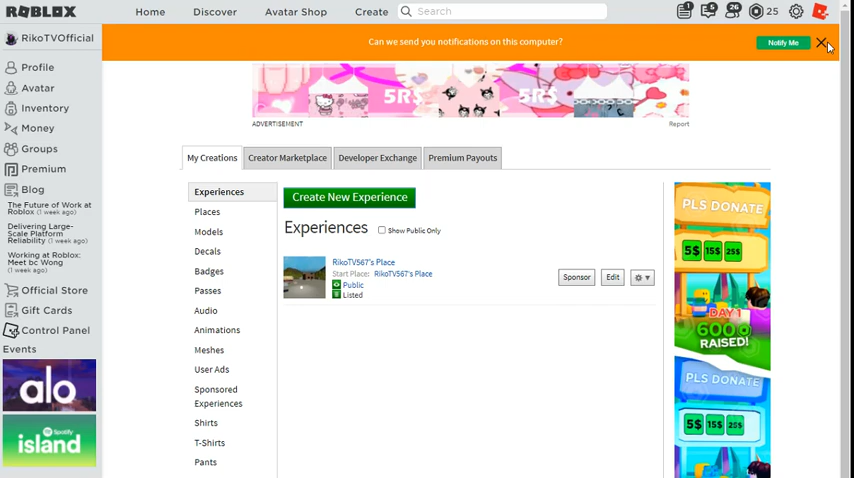 ROBLOX
Home
Discover
Avatar Shop
Create
Search
1
5
26
25
RikoTVOfficial
Can we send you notifications on this computer?
Notify Me
Profile
Avatar
Inventory
Money
Groups
Premium
Blog
The Future of Work at
Roblox (1 week ago)
Delivering Large-
Scale Platform
Reliability (1 week ago)
Working at Roblox:
Meet bc Wong
(1 week ago)
Official Store
Gift Cards
Control Panel
Events
alo
Spotify
island
5R$
5R$
ADVERTISEMENT
Report
My Creations
Creator Marketplace
Developer Exchange
Premium Payouts
Experiences
Places
Models
Decals
Badges
Passes
Audio
Animations
Meshes
User Ads
Sponsored
Experiences
Shirts
T-Shirts
Pants
Create New Experience
Experiences
Show Public Only
RikoTV567's Place
Start Place: RikoTV567's Place
Public
Listed
Sponsor
Edit
PLS DONATE
5$ 15$ 25$
DAY 1
600
RAISED!
PLS DONATE
5$ 15$ 25$